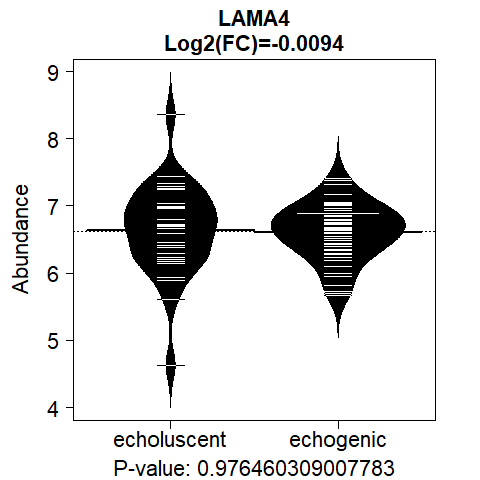 LAMA4
Log2(FC)=-0.0094
Abundance
9
8
7
6
5
4
echoluscent
echogenic
P-value: 0.976460309007783